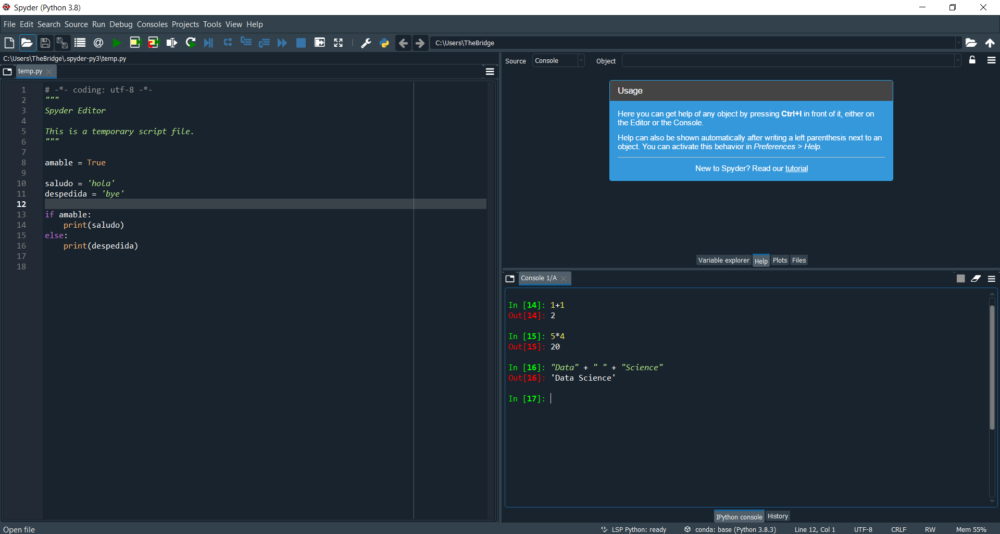 Spyder (Python 3.8)
File Edit Search Source Run Debug Consoles Projects Tools View Help
C:\Users\TheBridge
C:\Users\TheBridge\.spyder-py3\temp.py
temp.py
1 # -*- coding: utf-8 -*-
2 """
3 Spyder Editor
4
5 This is a temporary script file.
6 """
7
8 amable = True
9
10 saludo = 'hola'
11 despedida = 'bye'
12
13 if amable:
14     print(saludo)
15 else:
16     print(despedida)
17
18
Source Console Object
Usage
Here you can get help of any object by pressing Ctrl+I in front of it, either on
the Editor or the Console.
Help can also be shown automatically after writing a left parenthesis next to an
object. You can activate this behavior in Preferences > Help.
New to Spyder? Read our tutorial
Variable explorer Help Plots Files
Console 1/A
In [14]: 1+1
Out[14]: 2
In [15]: 5*4
Out[15]: 20
In [16]: "Data" + " " + "Science"
Out[16]: 'Data Science'
In [17]:
IPython console History
Open file LSP Python: ready conda: base (Python 3.8.3) Line 12, Col 1 UTF-8 CRLF RW Mem 55%